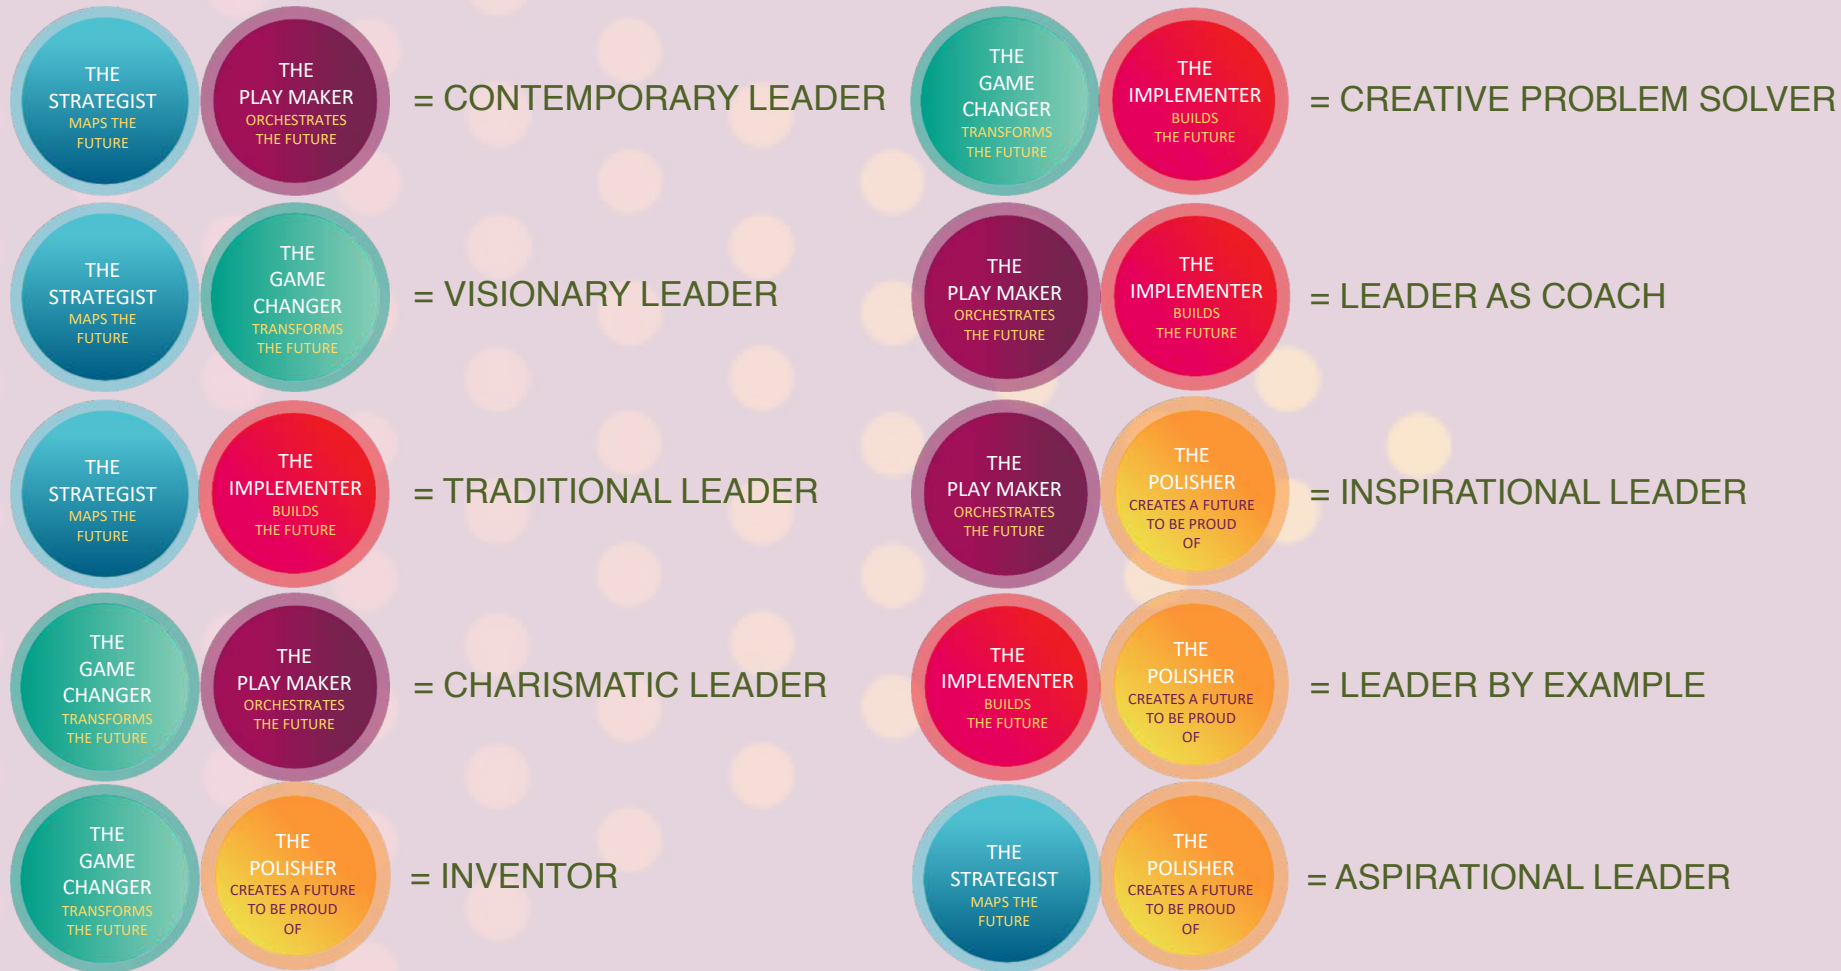 THE
STRATEGIST
MAPS THE
FUTURE
THE
PLAY MAKER
ORCHESTRATES
THE FUTURE
= CONTEMPORARY LEADER
THE
GAME
CHANGER
TRANSFORMS
THE FUTURE
THE
IMPLEMENTER
BUILDS
THE FUTURE
= CREATIVE PROBLEM SOLVER
THE
STRATEGIST
MAPS THE
FUTURE
THE
GAME
CHANGER
TRANSFORMS
THE FUTURE
= VISIONARY LEADER
THE
PLAY MAKER
ORCHESTRATES
THE FUTURE
THE
IMPLEMENTER
BUILDS
THE FUTURE
= LEADER AS COACH
THE
STRATEGIST
MAPS THE
FUTURE
THE
IMPLEMENTER
BUILDS
THE FUTURE
= TRADITIONAL LEADER
THE
PLAY MAKER
ORCHESTRATES
THE FUTURE
THE
POLISHER
CREATES A FUTURE
TO BE PROUD
OF
= INSPIRATIONAL LEADER
THE
GAME
CHANGER
TRANSFORMS
THE FUTURE
THE
PLAY MAKER
ORCHESTRATES
THE FUTURE
= CHARISMATIC LEADER
THE
IMPLEMENTER
BUILDS
THE FUTURE
THE
POLISHER
CREATES A FUTURE
TO BE PROUD
OF
= LEADER BY EXAMPLE
THE
GAME
CHANGER
TRANSFORMS
THE FUTURE
THE
POLISHER
CREATES A FUTURE
TO BE PROUD
OF
= INVENTOR
THE
STRATEGIST
MAPS THE
FUTURE
THE
POLISHER
CREATES A FUTURE
TO BE PROUD
OF
= ASPIRATIONAL LEADER